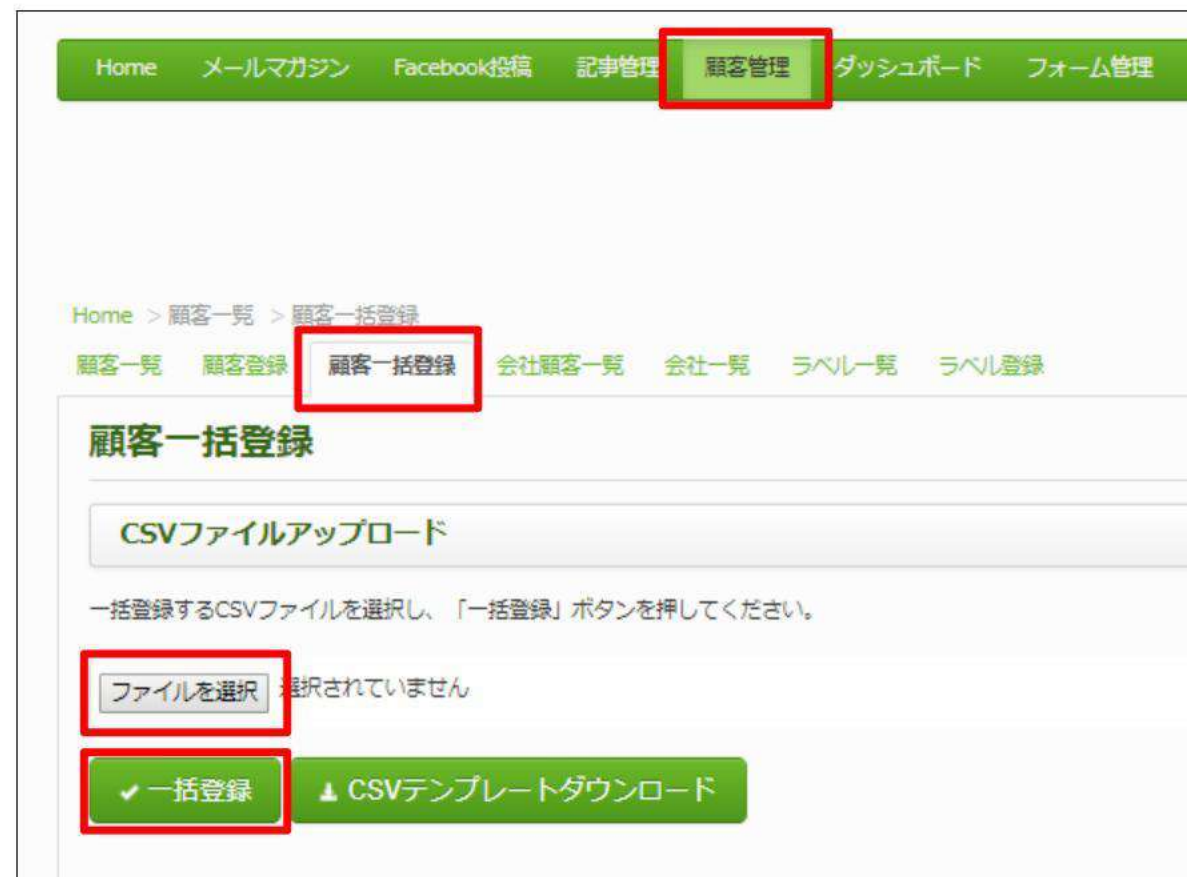 Home メールマガジン Facebook投稿 記事管理 顧客管理 ダッシュボード フォーム管理
Home > 顧客一覧 > 顧客一括登録
顧客一覧 顧客登録 顧客一括登録 会社顧客一覧 会社一覧 ラベル一覧 ラベル登録
顧客一括登録
CSVファイルアップロード
一括登録するCSVファイルを選択し、「一括登録」ボタンを押してください。
ファイルを選択 選択されていません
一括登録 CSVテンプレートダウンロード